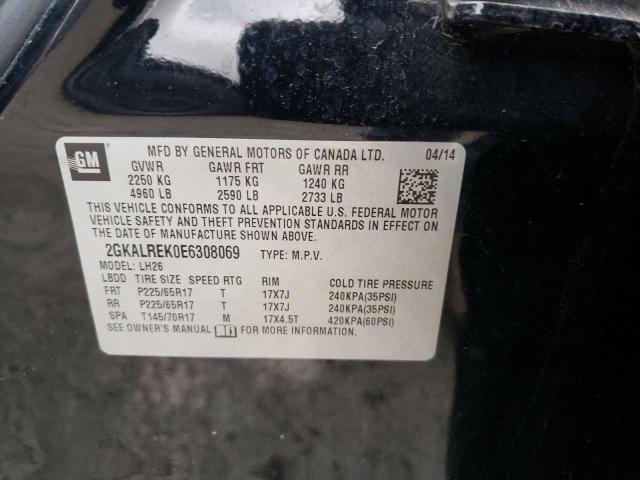 GM
MFD BY GENERAL MOTORS OF CANADA LTD. 04/14
GVWR GAWR FRT GAWR RR
2250 KG 1175 KG 1240 KG
4960 LB 2590 LB 2733 LB
THIS VEHICLE CONFORMS TO ALL APPLICABLE U.S. FEDERAL MOTOR
VEHICLE SAFETY AND THEFT PREVENTION STANDARDS IN EFFECT ON
THE DATE OF MANUFACTURE SHOWN ABOVE.
2GKALREK0E6308069 TYPE: M.P.V.
MODEL: LH26
LBDD TIRE SIZE SPEED RTG RIM COLD TIRE PRESSURE
FRT P225/65R17 T 17X7J 240KPA(35PSI)
RR P225/65R17 T 17X7J 240KPA(35PSI)
SPA T145/70R17 M 17X4.5T 420KPA(60PSI)
SEE OWNER'S MANUAL FOR MORE INFORMATION.